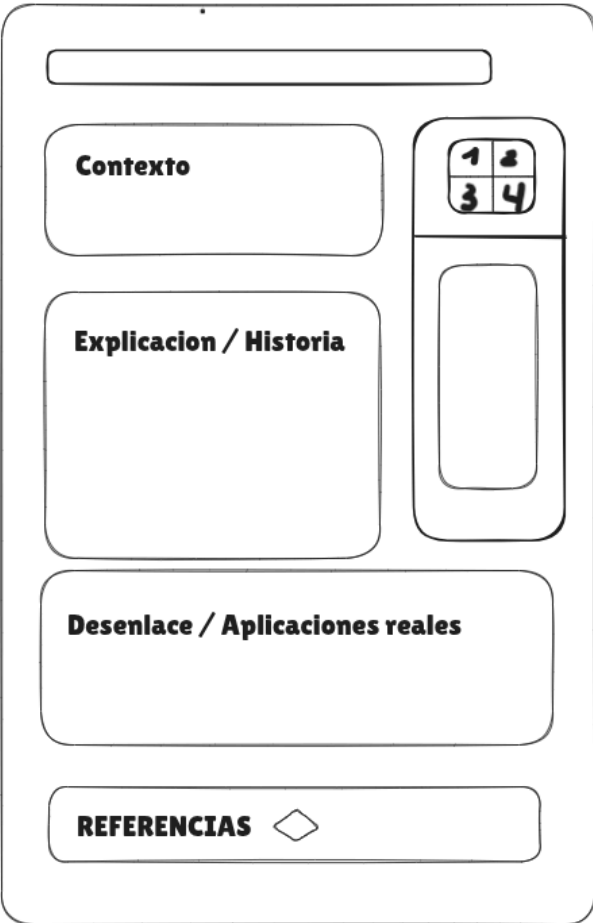 Contexto
1 2
3 4
Explicacion / Historia
Desenlace / Aplicaciones reales
REFERENCIAS